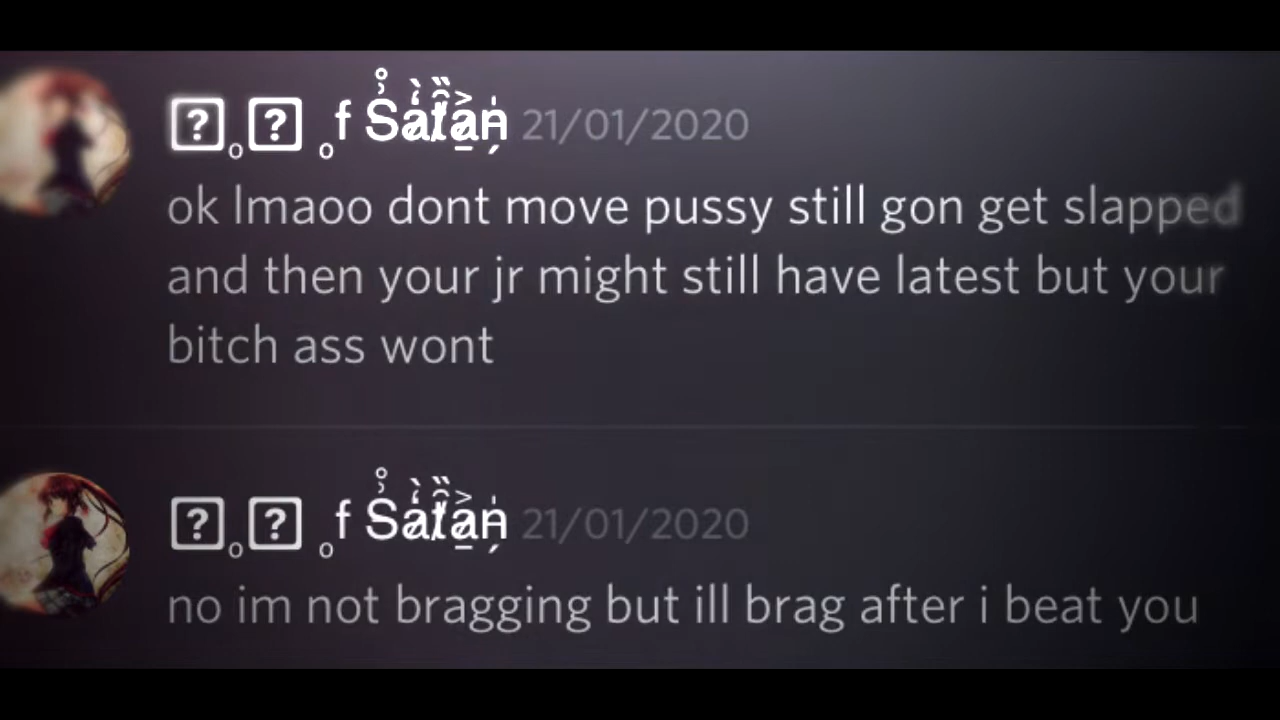 f Satan 21/01/2020
ok lmaoo dont move pussy still gon get slapped
and then your jr might still have latest but your
bitch ass wont
f Satan 21/01/2020
no im not bragging but ill brag after i beat you